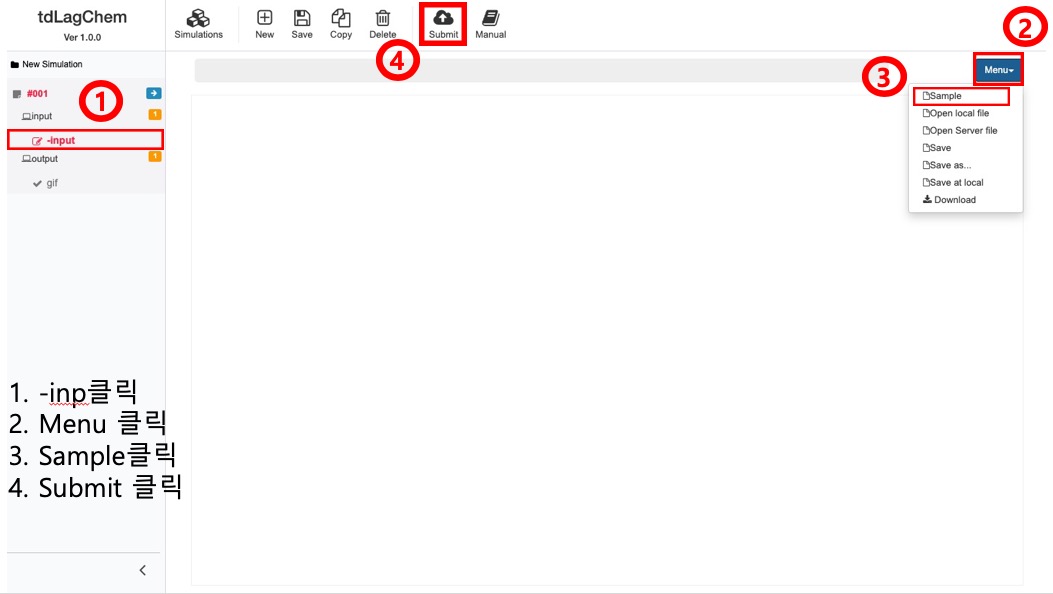 tdLagChem
Ver 1.0.0
Simulations
New
Save
Copy
Delete
Submit
Manual
2
4
New Simulation
3
Menu
#001
1
input
1
-input
output
1
gif
Sample
Open local file
Open Server file
Save
Save as...
Save at local
Download
1. -inp클릭
2. Menu 클릭
3. Sample클릭
4. Submit 클릭